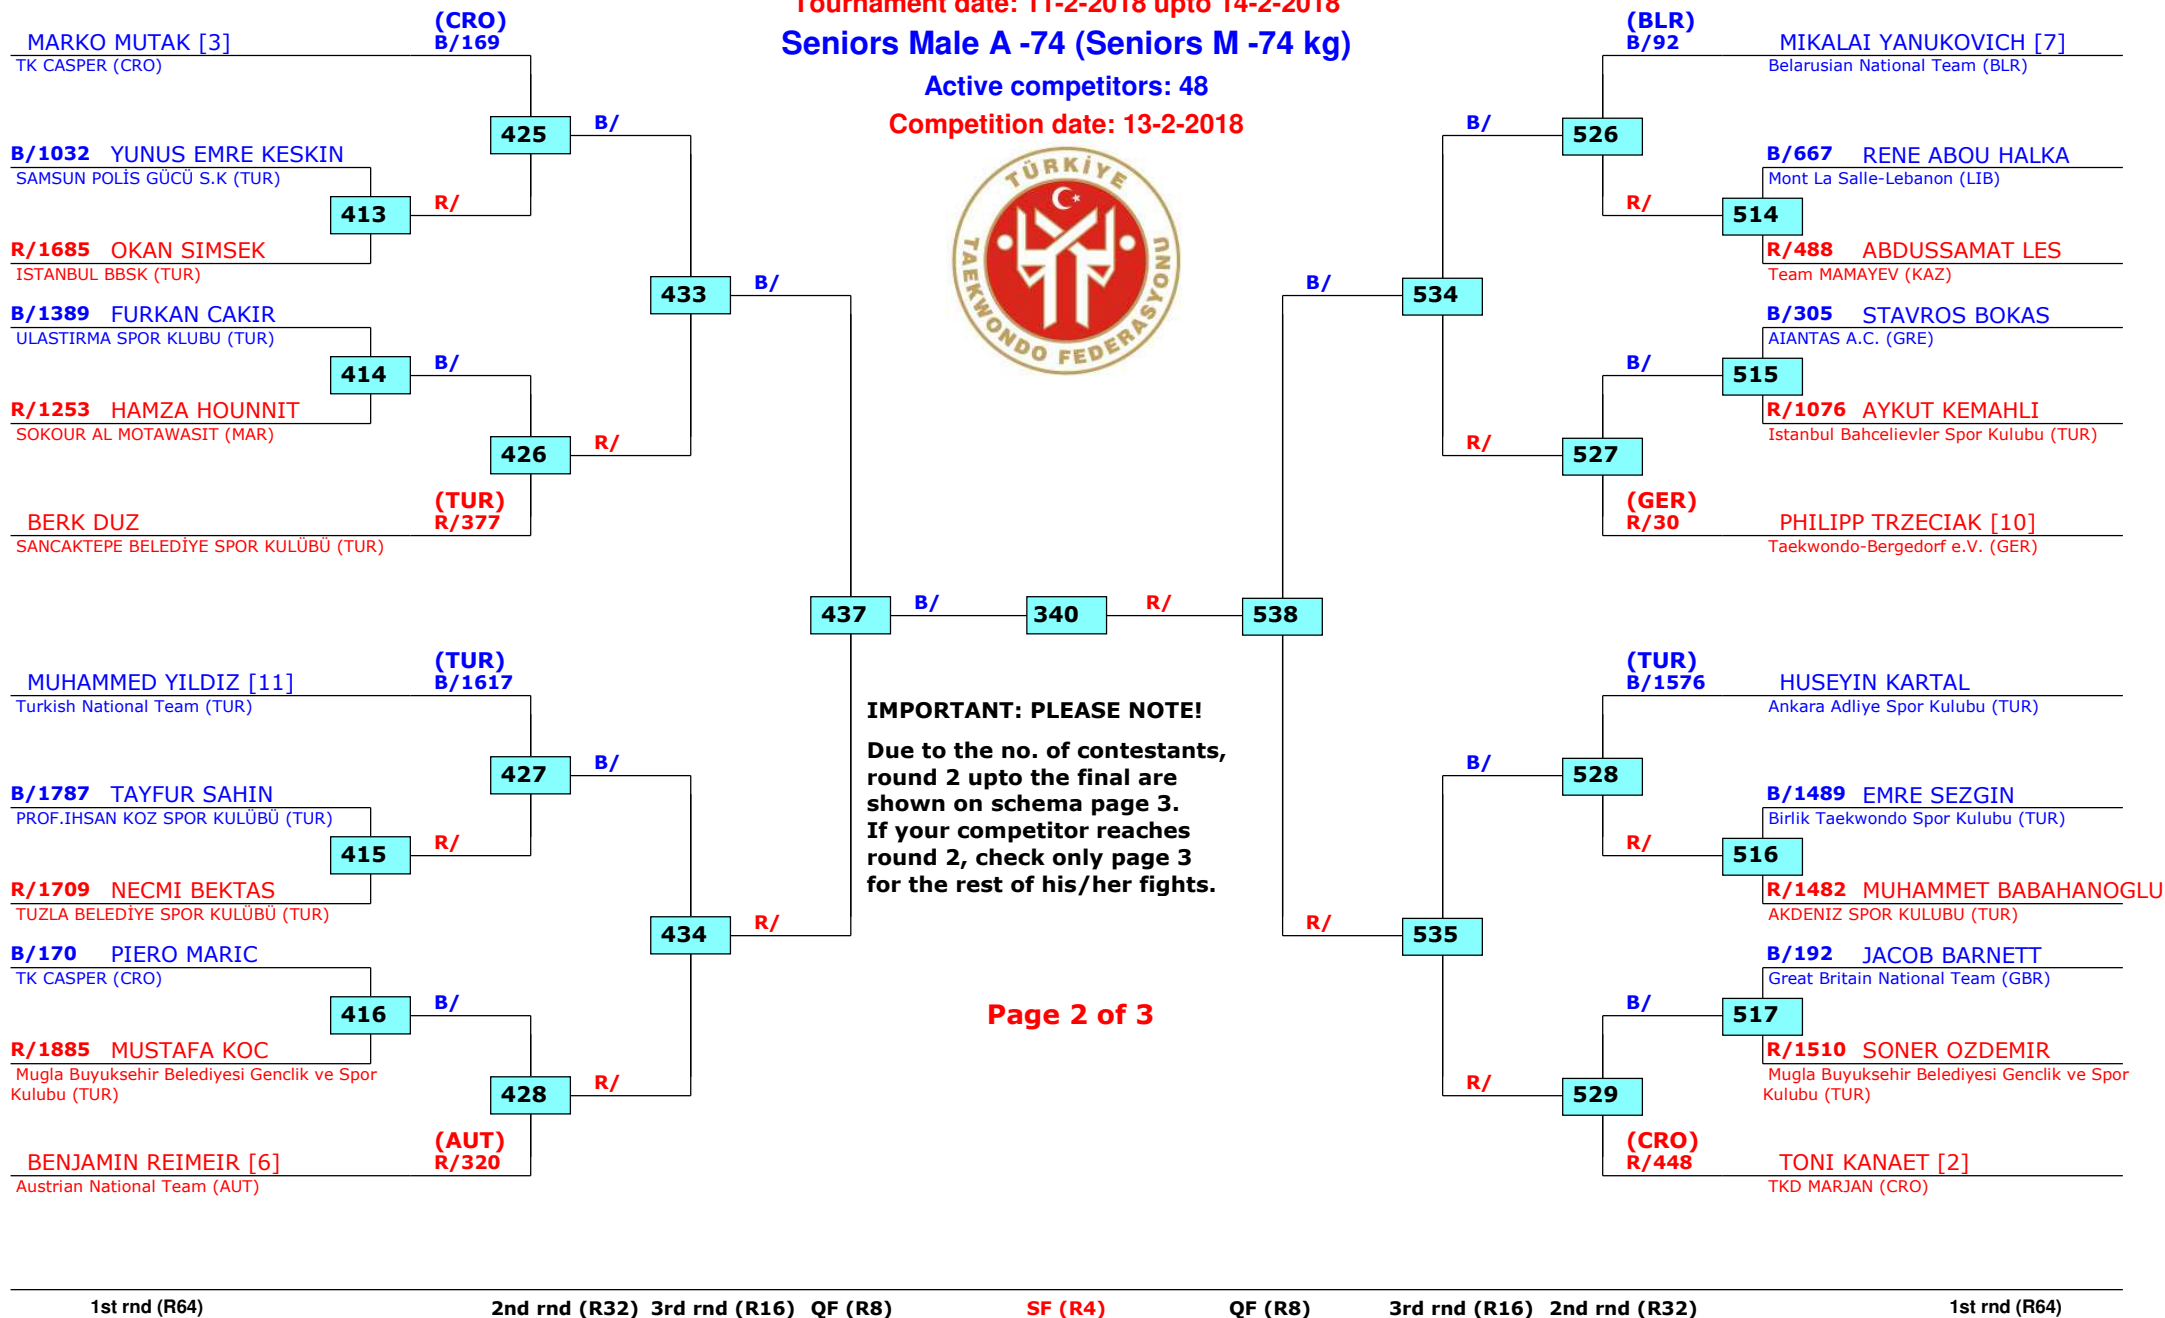 Tournament date: 11-2-2018 upto 14-2-2018
Seniors Male A -74 (Seniors M -74 kg)
Active competitors: 48
Competition date: 13-2-2018
TÜRKİYE
TAEKWONDO FEDERASYONU
(CRO)
MARKO MUTAK [3] B/169
TK CASPER (CRO)
425 B/
B/1032 YUNUS EMRE KESKIN
SAMSUN POLİS GÜCÜ S.K (TUR)
413 R/
R/1685 OKAN SIMSEK
ISTANBUL BBSK (TUR)
433 B/
B/1389 FURKAN CAKIR
ULASTIRMA SPOR KLUBU (TUR)
414 B/
R/1253 HAMZA HOUNNIT
SOKOUR AL MOTAWASIT (MAR)
426 R/
(TUR)
BERK DUZ R/377
SANCAKTEPE BELEDİYE SPOR KULÜBÜ (TUR)
437 B/ 340 R/ 538
(TUR)
MUHAMMED YILDIZ [11] B/1617
Turkish National Team (TUR)
427 B/
B/1787 TAYFUR SAHIN
PROF.IHSAN KOZ SPOR KULÜBÜ (TUR)
415 R/
R/1709 NECMI BEKTAS
TUZLA BELEDİYE SPOR KULÜBÜ (TUR)
434 R/
B/170 PIERO MARIC
TK CASPER (CRO)
416 B/
R/1885 MUSTAFA KOC
Mugla Buyuksehir Belediyesi Genclik ve Spor
Kulubu (TUR)
428 R/
(AUT)
BENJAMIN REIMEIR [6] R/320
Austrian National Team (AUT)
IMPORTANT: PLEASE NOTE!
Due to the no. of contestants,
round 2 upto the final are
shown on schema page 3.
If your competitor reaches
round 2, check only page 3
for the rest of his/her fights.
Page 2 of 3
(BLR)
B/92 MIKALAI YANUKOVICH [7]
Belarusian National Team (BLR)
B/ 526
B/667 RENE ABOU HALKA
Mont La Salle-Lebanon (LIB)
R/ 514
R/488 ABDUSSAMAT LES
Team MAMAYEV (KAZ)
B/ 534
B/305 STAVROS BOKAS
AIANTAS A.C. (GRE)
B/ 515
R/1076 AYKUT KEMAHLI
Istanbul Bahcelievler Spor Kulubu (TUR)
R/ 527
(GER)
R/30 PHILIPP TRZECIAK [10]
Taekwondo-Bergedorf e.V. (GER)
(TUR)
B/1576 HUSEYIN KARTAL
Ankara Adliye Spor Kulubu (TUR)
B/ 528
B/1489 EMRE SEZGIN
Birlik Taekwondo Spor Kulubu (TUR)
R/ 516
R/1482 MUHAMMET BABAHANOGLU
AKDENIZ SPOR KULUBU (TUR)
R/ 535
B/192 JACOB BARNETT
Great Britain National Team (GBR)
B/ 517
R/1510 SONER OZDEMIR
Mugla Buyuksehir Belediyesi Genclik ve Spor
Kulubu (TUR)
R/ 529
(CRO)
R/448 TONI KANAET [2]
TKD MARJAN (CRO)
1st rnd (R64) 2nd rnd (R32) 3rd rnd (R16) QF (R8) SF (R4) QF (R8) 3rd rnd (R16) 2nd rnd (R32) 1st rnd (R64)